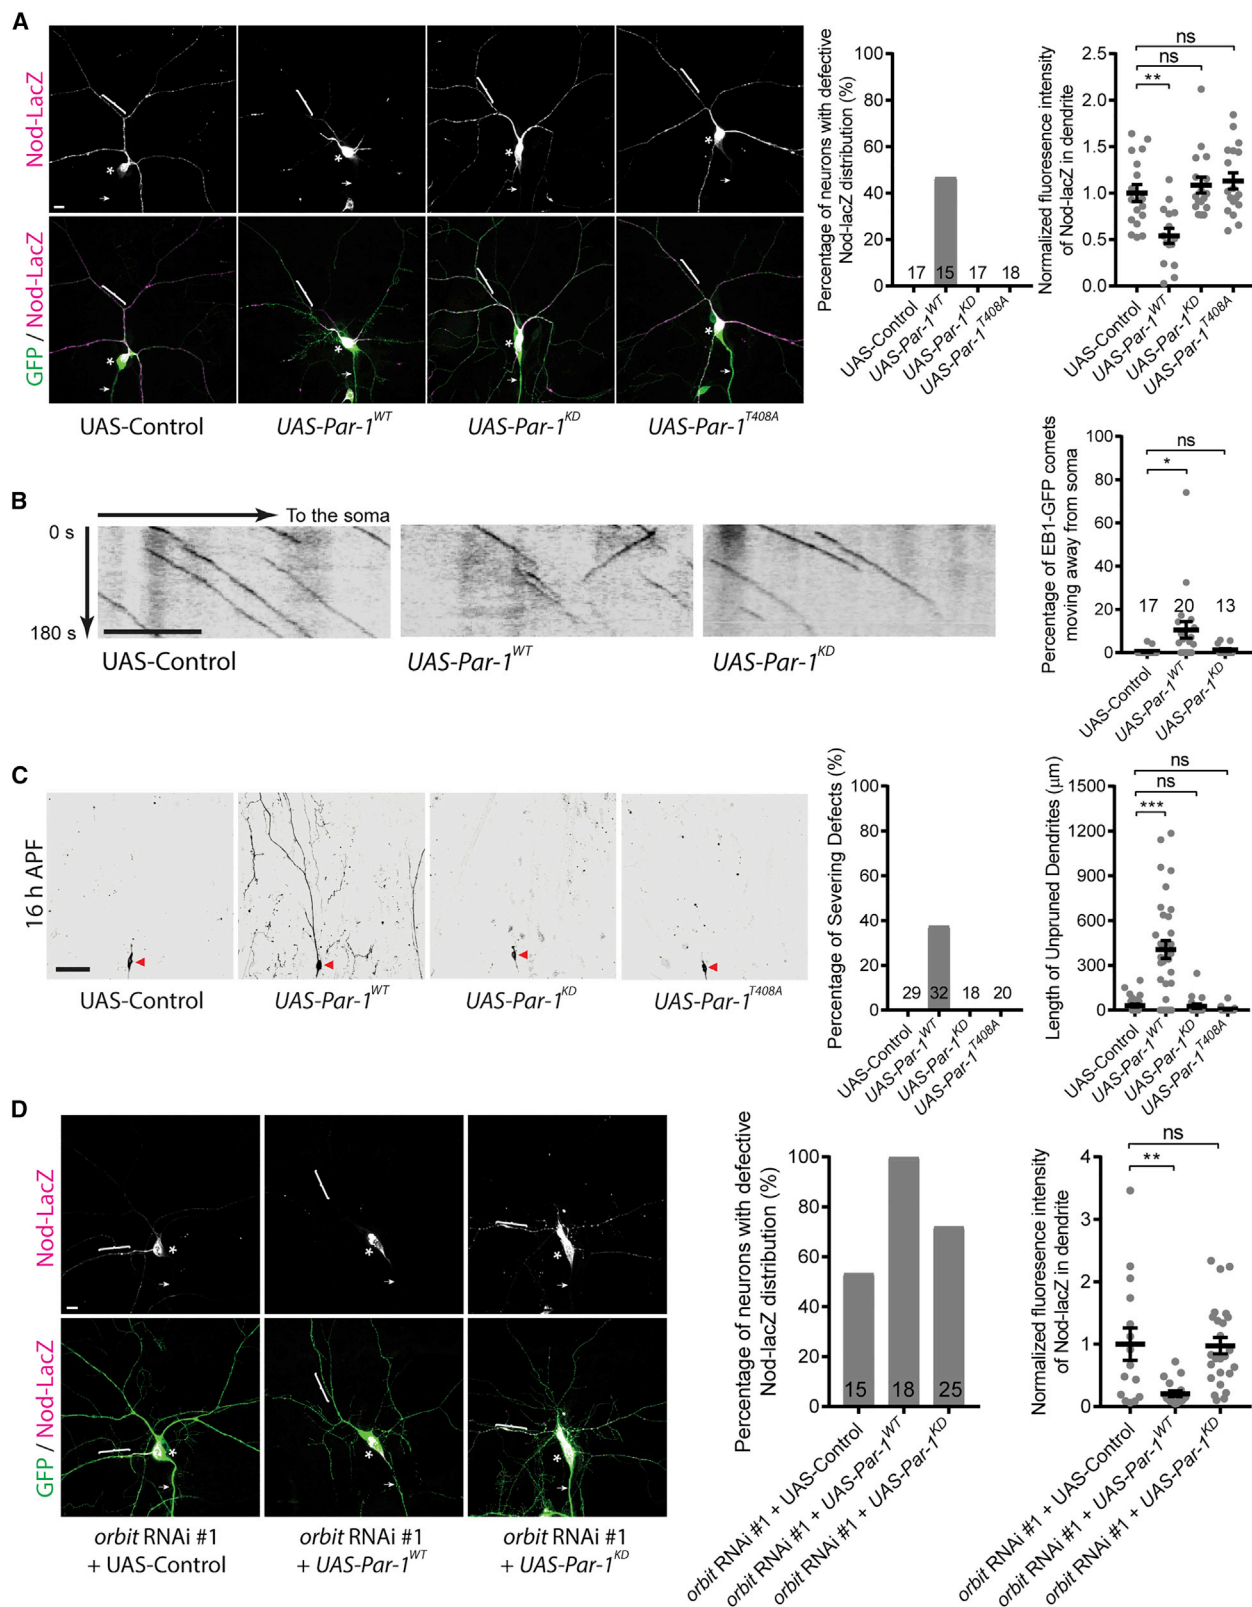 A
Nod-LacZ
GFP / Nod-LacZ
*
*
*
*
*
*
*
*
UAS-Control
UAS-Par-1WT
UAS-Par-1KD
UAS-Par-1T408A
Percentage of neurons with defective
Nod-lacZ distribution (%)
100
80
60
40
20
0
17
15
17
18
UAS-Control
UAS-Par-1WT
UAS-Par-1KD
UAS-Par-1T408A
Normalized fluoresence intensity
of Nod-lacZ in dendrite
2.5
2.0
1.5
1.0
0.5
0.0
ns
ns
**
UAS-Control
UAS-Par-1WT
UAS-Par-1KD
UAS-Par-1T408A
B
To the soma
0 s
180 s
UAS-Control
UAS-Par-1WT
UAS-Par-1KD
Percentage of EB1-GFP comets
moving away from soma
100
80
60
40
20
0
ns
*
17
20
13
UAS-Control
UAS-Par-1WT
UAS-Par-1KD
C
16 h APF
UAS-Control
UAS-Par-1WT
UAS-Par-1KD
UAS-Par-1T408A
Percentage of Severing Defects (%)
100
80
60
40
20
0
29
32
18
20
UAS-Control
UAS-Par-1WT
UAS-Par-1KD
UAS-Par-1T408A
Length of Unpruned Dendrites (μm)
1500
1200
900
600
300
0
ns
ns
***
UAS-Control
UAS-Par-1WT
UAS-Par-1KD
UAS-Par-1T408A
D
Nod-LacZ
GFP / Nod-LacZ
*
*
*
*
*
*
orbit RNAi #1
+ UAS-Control
orbit RNAi #1
+ UAS-Par-1WT
orbit RNAi #1
+ UAS-Par-1KD
Percentage of neurons with defective
Nod-lacZ distribution (%)
100
80
60
40
20
0
15
18
25
orbit RNAi #1 + UAS-Control
orbit RNAi #1 + UAS-Par-1WT
orbit RNAi #1 + UAS-Par-1KD
Normalized fluoresence intensity
of Nod-lacZ in dendrite
4
3
2
1
0
ns
**
orbit RNAi #1 + UAS-Control
orbit RNAi #1 + UAS-Par-1WT
orbit RNAi #1 + UAS-Par-1KD